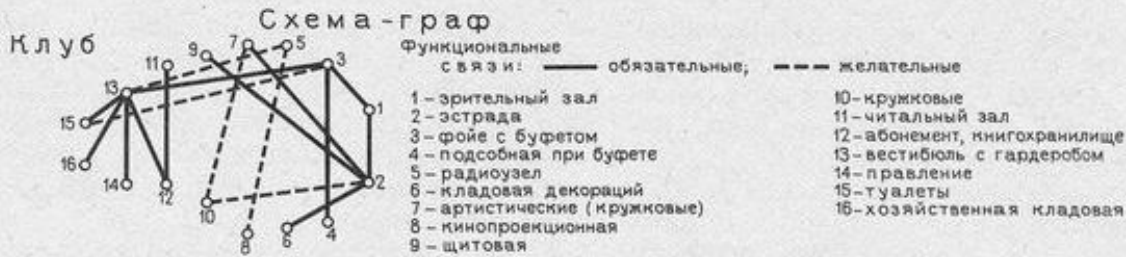 Схема-граф
Клуб
Функциональные
связи: обязательные; желательные
1-зрительный зал
2-эстрада
3-фойе с буфетом
4-подсобная при буфете
5-радиоузел
6-кладовая декораций
7-артистические (кружковые)
8-кинопроекционная
9-щитовая
10-кружковые
11-читальный зал
12-абонемент, книгохранилище
13-вестибюль с гардеробом
14-правление
15-туалеты
16-хозяйственная кладовая
9
7
5
11
3
13
1
15
16
14
12
10
2
8
6
4